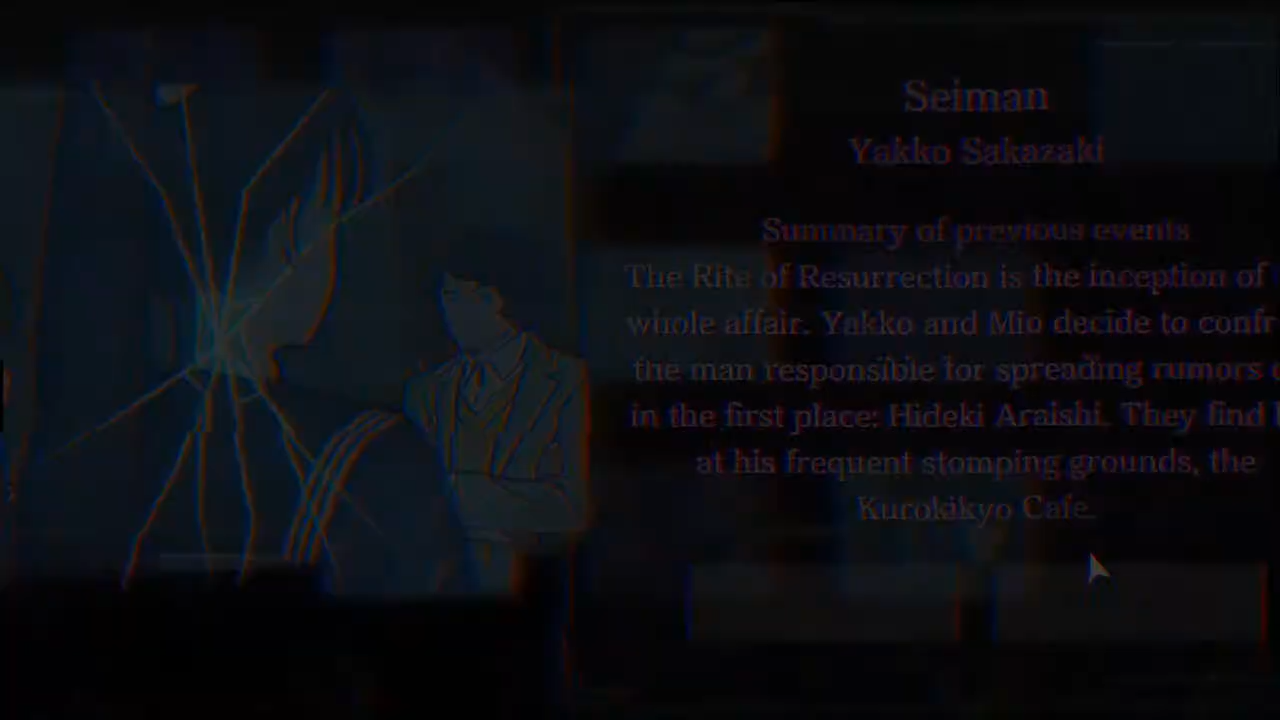 Seiman
Yakko Sakazaki
Summary of previous events
The Rite of Resurrection is the inception of
whole affair. Yakko and Mio decide to confr
the man responsible for spreading rumors
in the first place: Hideki Araishi. They find
at his frequent stomping grounds, the
Kurokikyo Cafe.